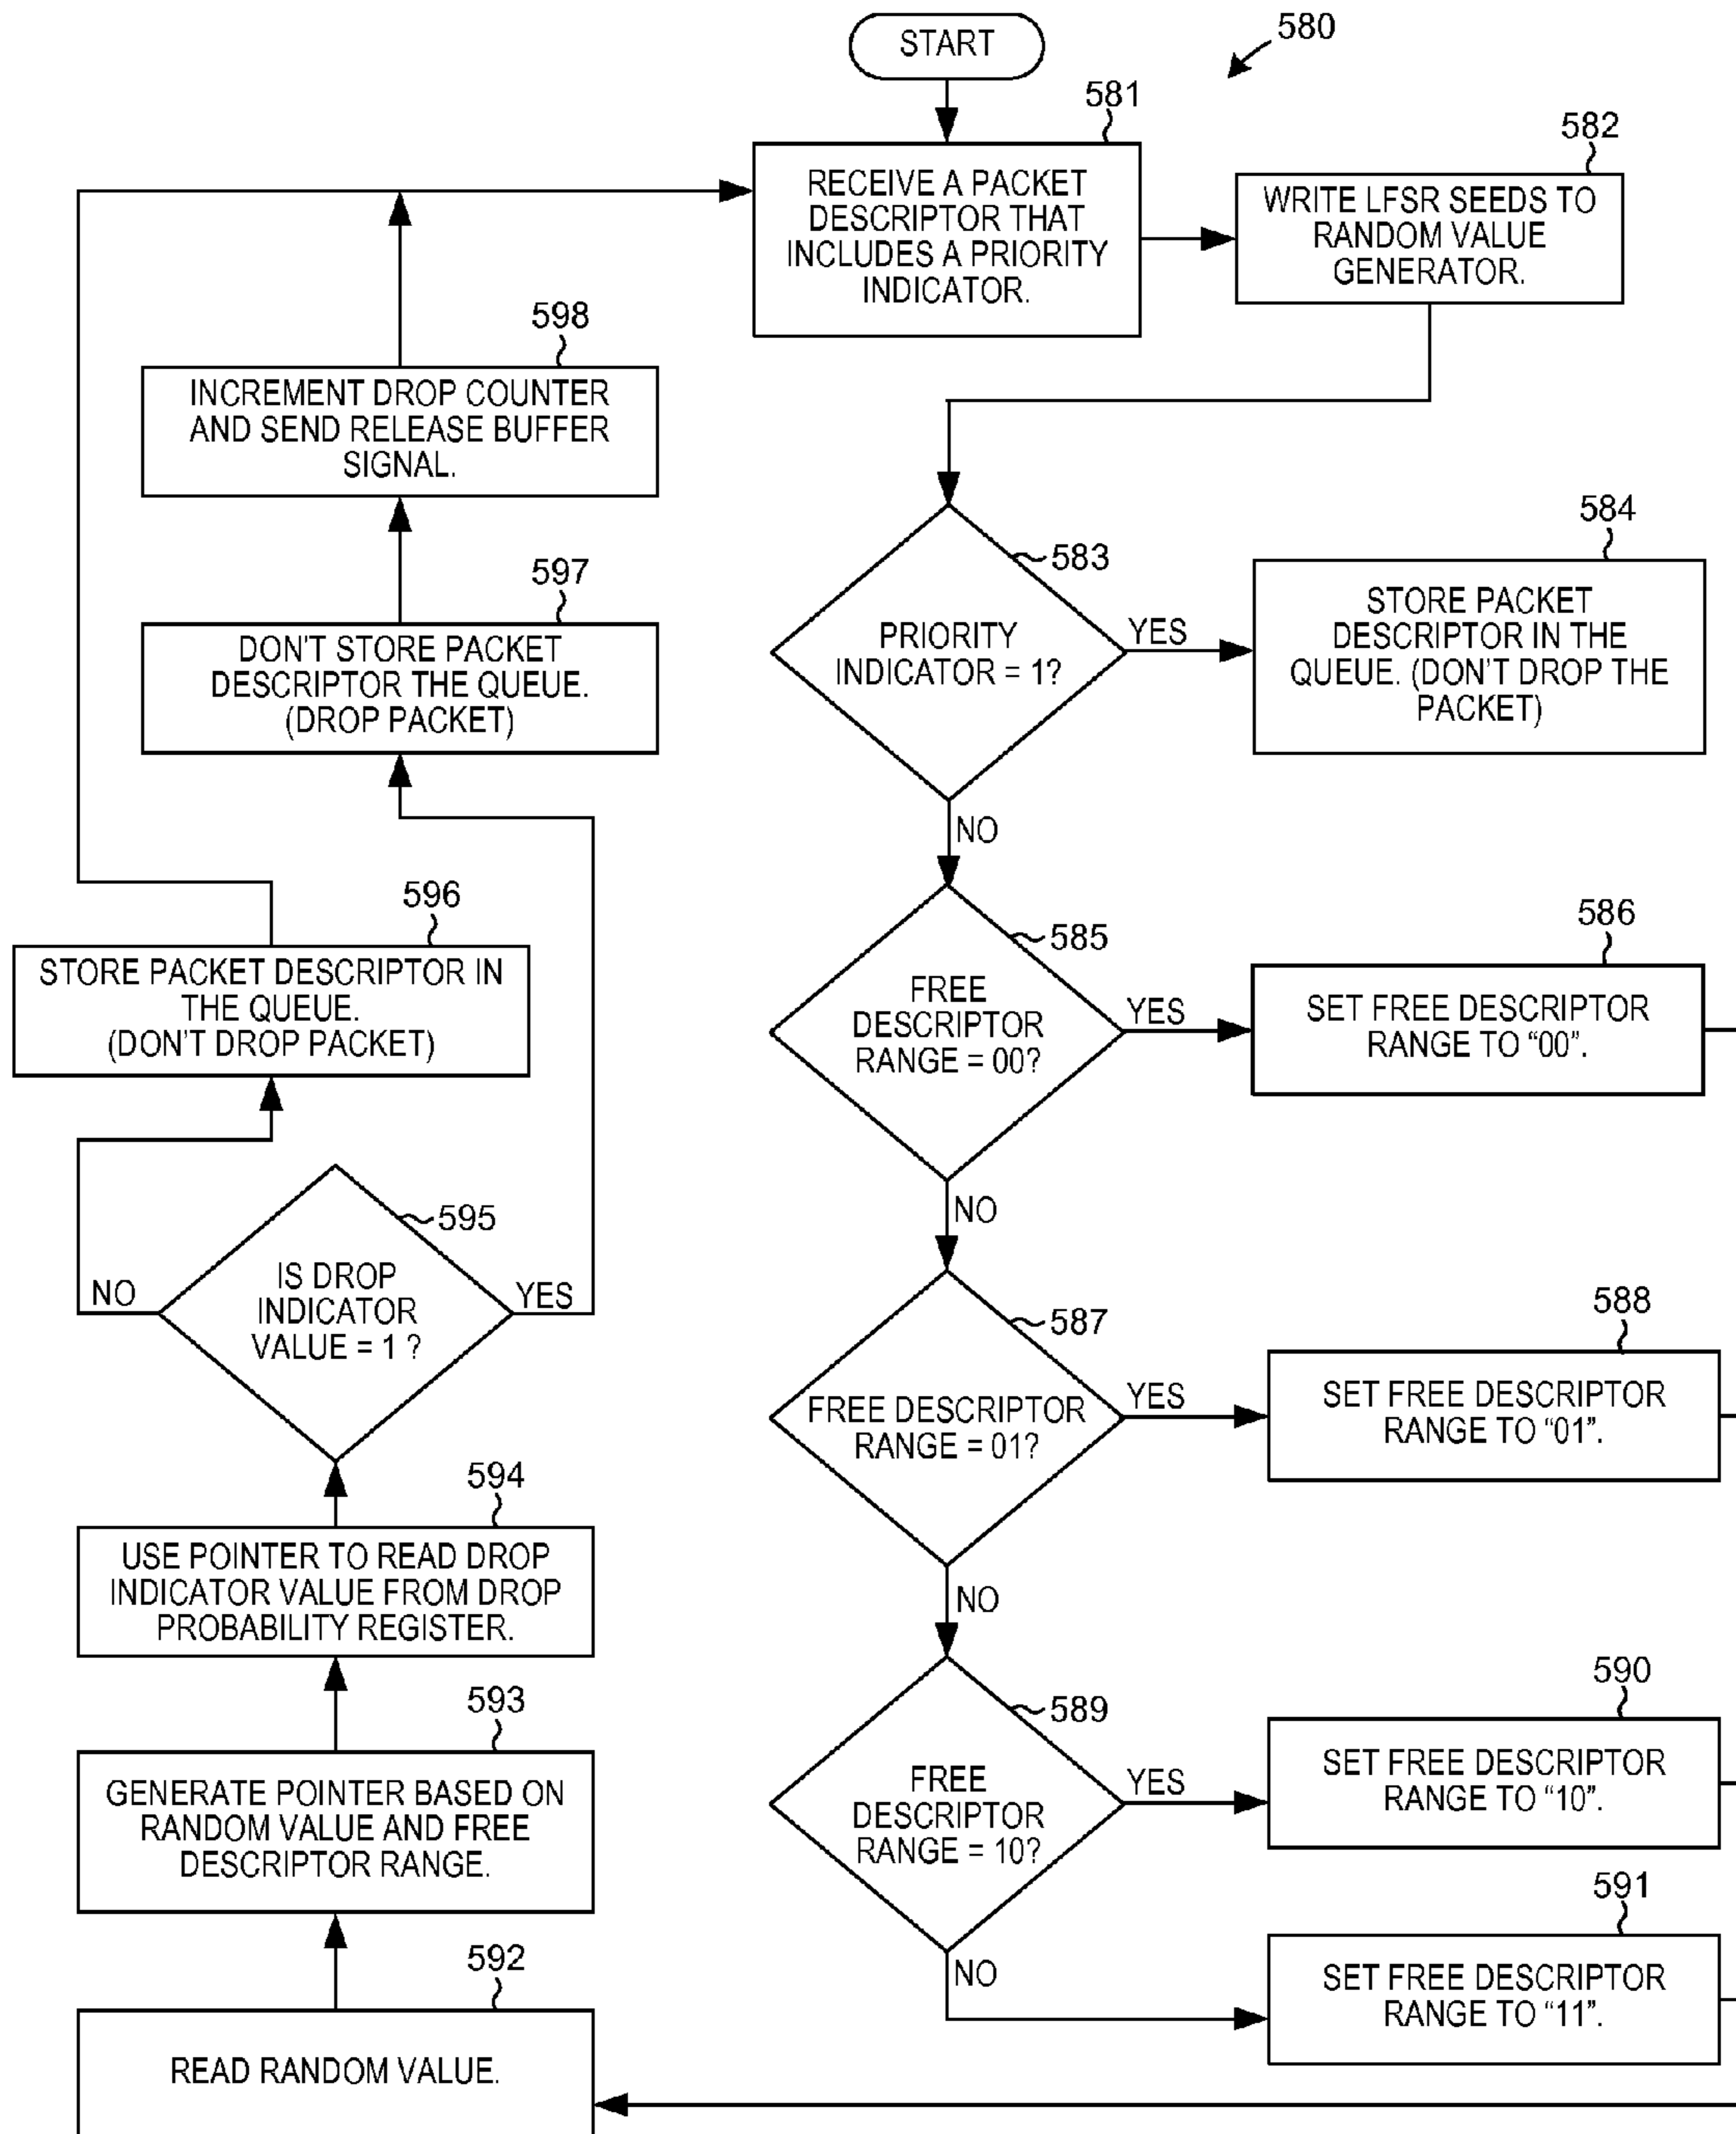 START
580
581
RECEIVE A PACKET
DESCRIPTOR THAT
INCLUDES A PRIORITY
INDICATOR.
582
WRITE LFSR SEEDS TO
RANDOM VALUE
GENERATOR.
583
PRIORITY
INDICATOR = 1?
YES
NO
584
STORE PACKET
DESCRIPTOR IN THE
QUEUE. (DON'T DROP THE
PACKET)
585
FREE
DESCRIPTOR
RANGE = 00?
YES
NO
586
SET FREE DESCRIPTOR
RANGE TO “00”.
587
FREE DESCRIPTOR
RANGE = 01?
YES
NO
588
SET FREE DESCRIPTOR
RANGE TO “01”.
589
FREE
DESCRIPTOR
RANGE = 10?
YES
NO
590
SET FREE DESCRIPTOR
RANGE TO “10”.
591
SET FREE DESCRIPTOR
RANGE TO “11”.
592
READ RANDOM VALUE.
593
GENERATE POINTER BASED ON
RANDOM VALUE AND FREE
DESCRIPTOR RANGE.
594
USE POINTER TO READ DROP
INDICATOR VALUE FROM DROP
PROBABILITY REGISTER.
595
IS DROP
INDICATOR
VALUE = 1 ?
NO
YES
596
STORE PACKET DESCRIPTOR IN
THE QUEUE.
(DON'T DROP PACKET)
597
DON'T STORE PACKET
DESCRIPTOR THE QUEUE.
(DROP PACKET)
598
INCREMENT DROP COUNTER
AND SEND RELEASE BUFFER
SIGNAL.